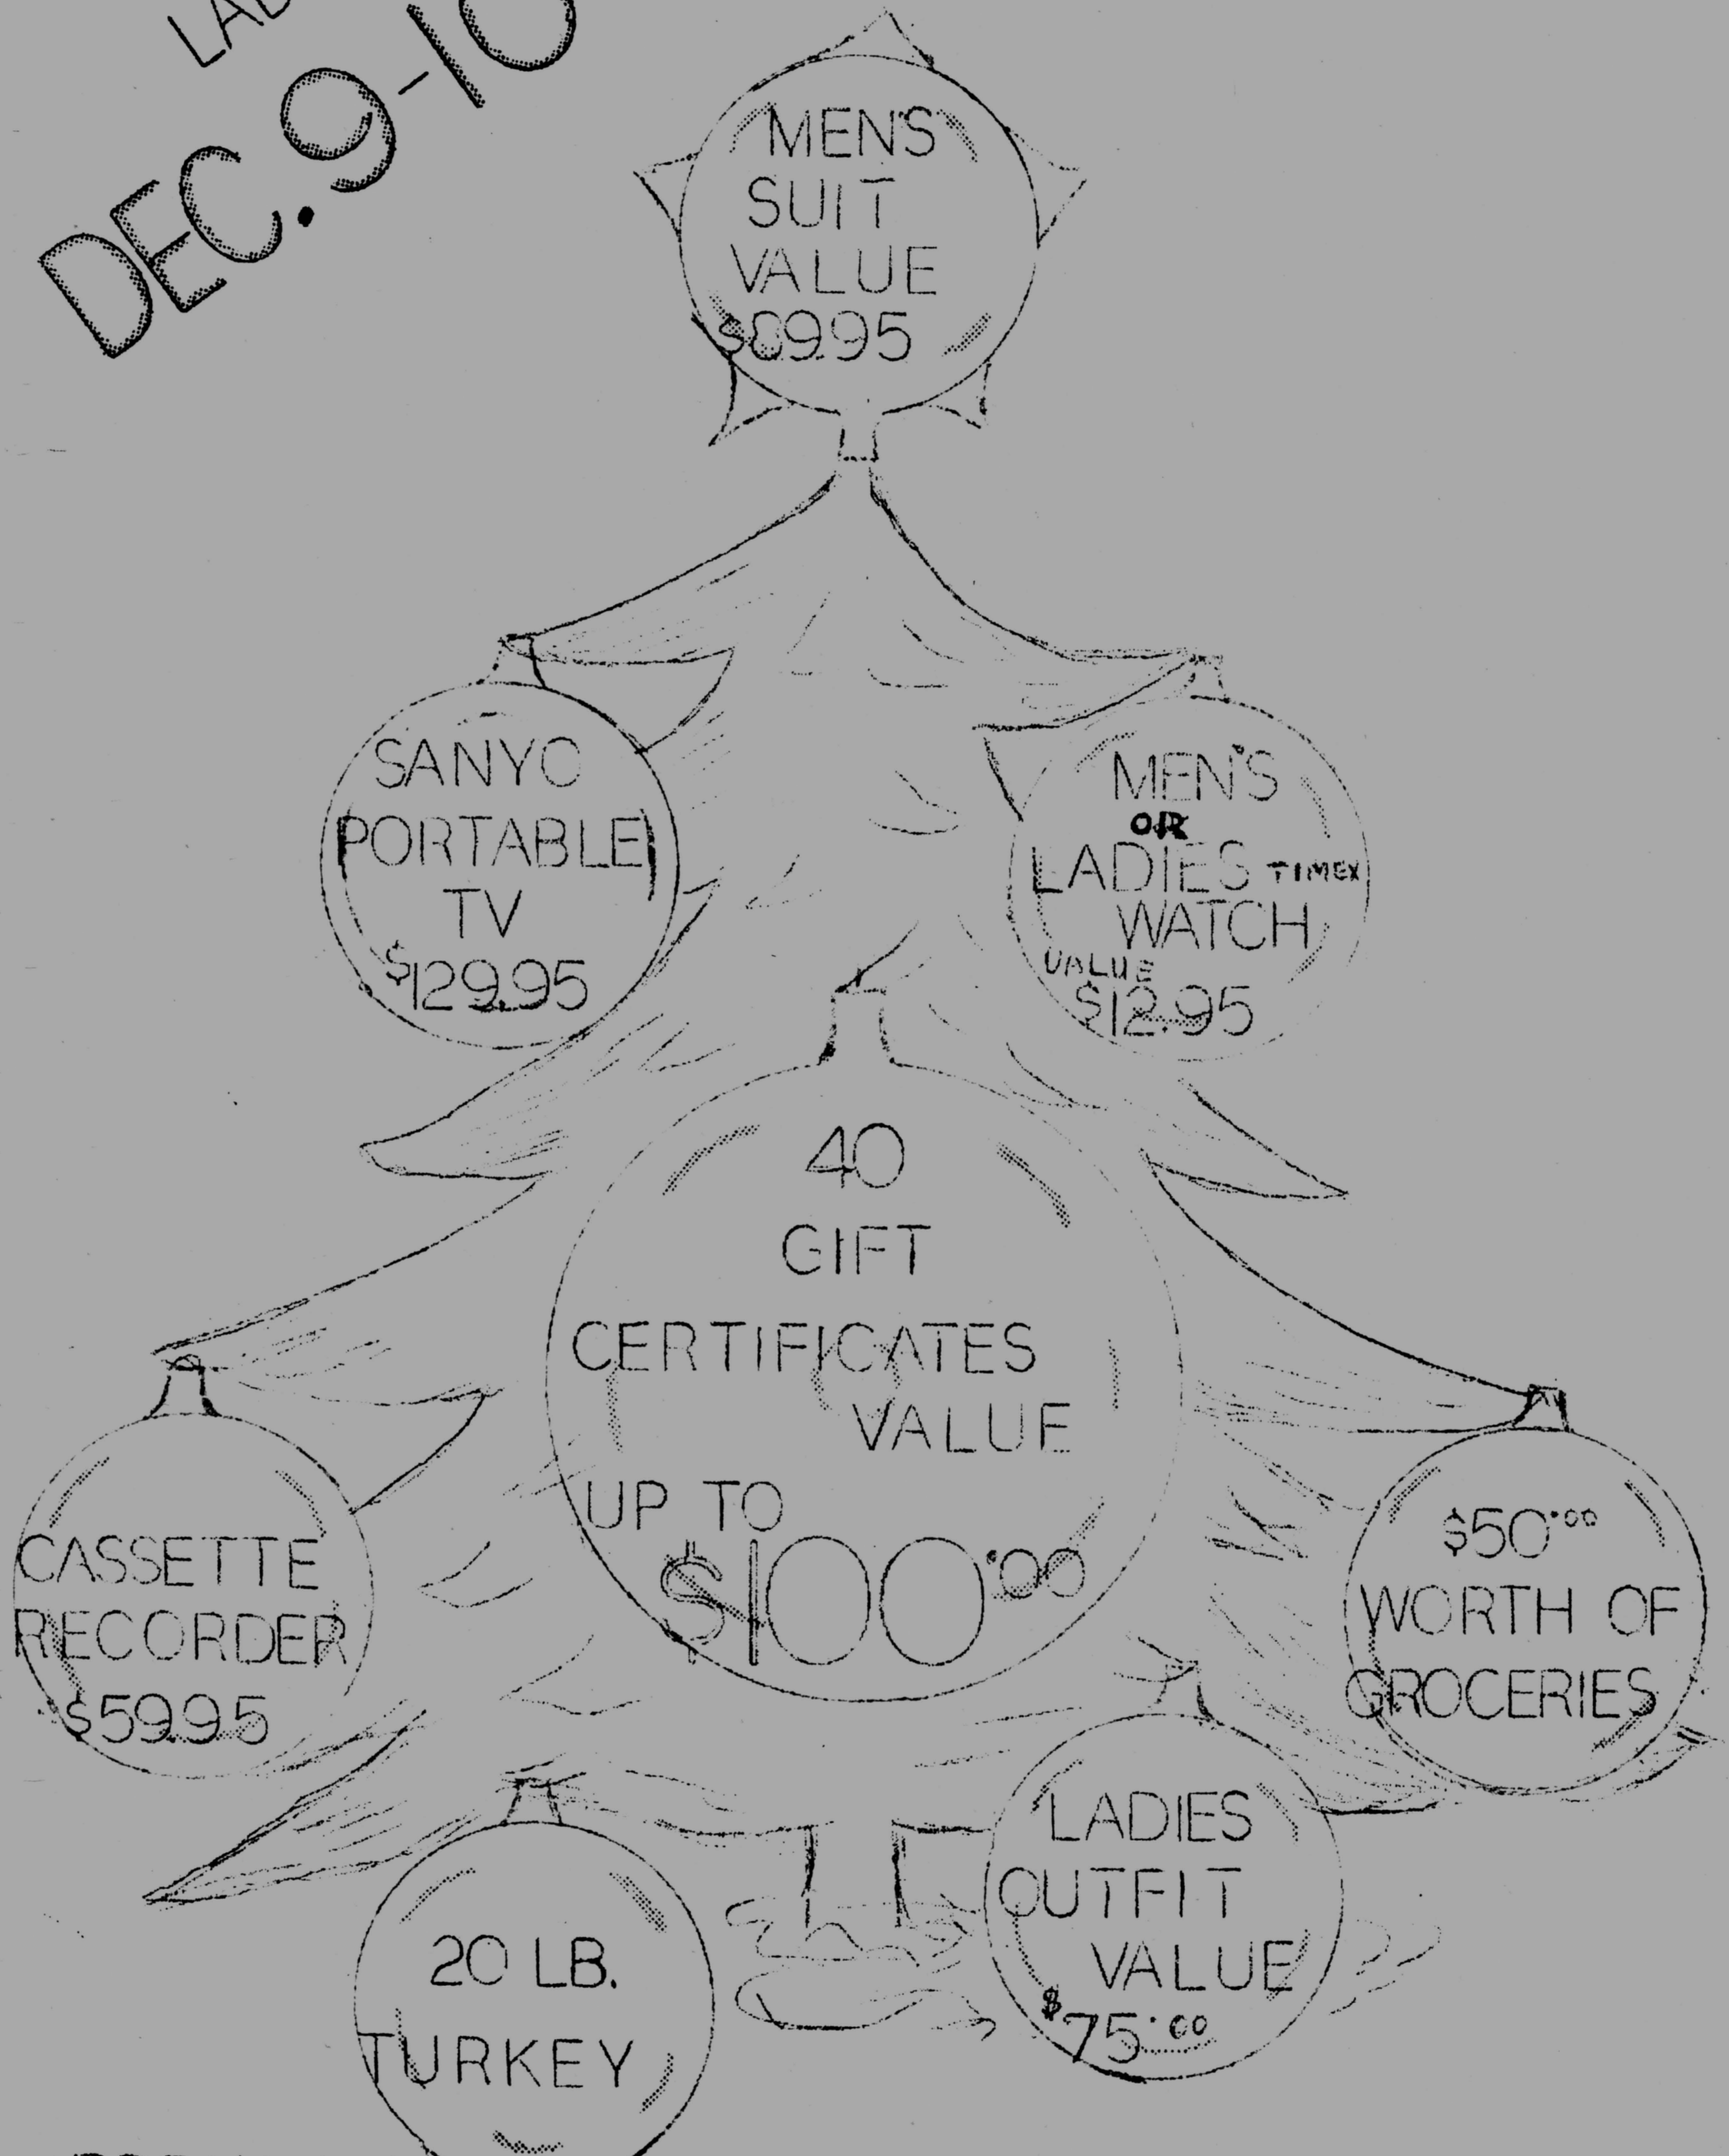 DEC. 9-10
MEN'S
SUIT
VALUE
$89.95
SANYO
PORTABLE
TV
$129.95
MEN'S
OR
LADIES TIMEX
WATCH
VALUE
$12.95
40
GIFT
CERTIFICATES
VALUE
UP TO
$100.00
CASSETTE
RECORDER
$59.95
$50.00
WORTH OF
GROCERIES
LADIES
OUTFIT
VALUE
$75.00
20 LB.
TURKEY